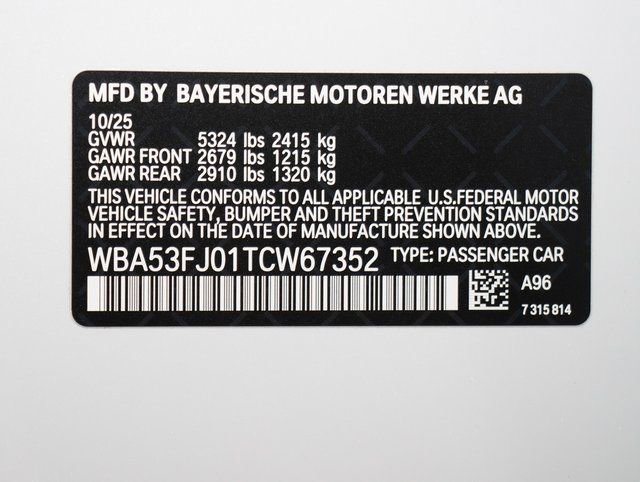 MFD BY BAYERISCHE MOTOREN WERKE AG
10/25
GVWR 5324 lbs 2415 kg
GAWR FRONT 2679 lbs 1215 kg
GAWR REAR 2910 lbs 1320 kg
THIS VEHICLE CONFORMS TO ALL APPLICABLE U.S.FEDERAL MOTOR
VEHICLE SAFETY, BUMPER AND THEFT PREVENTION STANDARDS
IN EFFECT ON THE DATE OF MANUFACTURE SHOWN ABOVE.
WBA53FJ01TCW67352 TYPE: PASSENGER CAR
A96
7 315 814